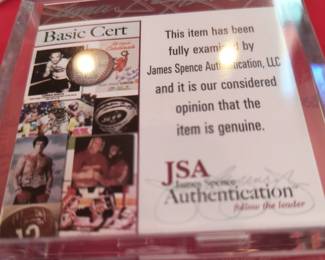 Basic Cert
This item has been
fully examined by
James Spence Authentication, LLC
and it is our considered
opinion that the
item is genuine.
JSA
James Spence
Authentication
follow the leader